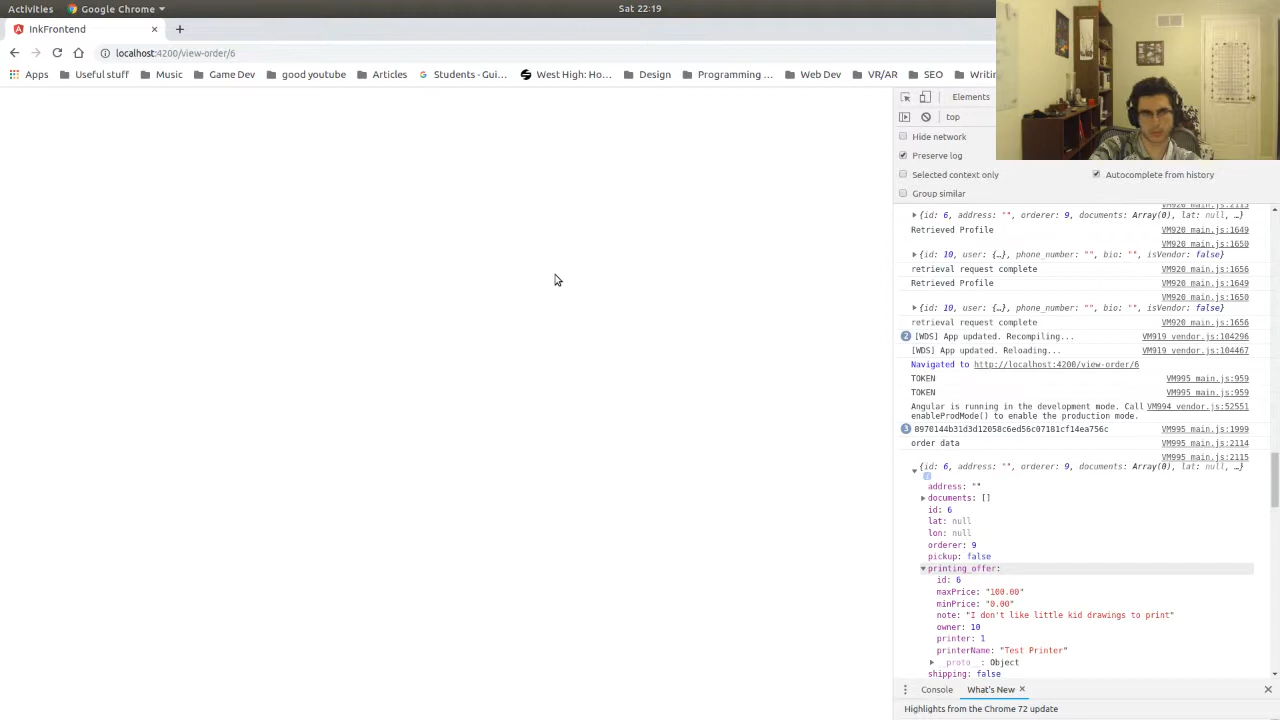 Activities
Google Chrome
Sat 22:19
InkFrontend
localhost:4200/view-order/6
Apps
Useful stuff
Music
Game Dev
good youtube
Articles
Students - Gui...
West High: Ho...
Design
Programming ...
Web Dev
VR/AR
SEO
Elements
top
Hide network
Preserve log
Selected context only
Autocomplete from history
Group similar
VM920 main.js:2115
{id: 6, address: "", orderer: 9, documents: Array(0), lat: null, …}
Retrieved Profile VM920 main.js:1649
VM920 main.js:1650
{id: 10, user: {…}, phone_number: "", bio: "", isVendor: false}
retrieval request complete VM920 main.js:1656
Retrieved Profile VM920 main.js:1649
VM920 main.js:1650
{id: 10, user: {…}, phone_number: "", bio: "", isVendor: false}
retrieval request complete VM920 main.js:1656
2 [WDS] App updated. Recompiling... VM919 vendor.js:104296
[WDS] App updated. Reloading... VM919 vendor.js:104467
Navigated to http://localhost:4200/view-order/6
TOKEN VM995 main.js:959
TOKEN VM995 main.js:959
Angular is running in the development mode. Call VM994 vendor.js:52551
enableProdMode() to enable the production mode.
3 8970144b31d3d12058c6ed56c07181cf14ea756c VM995 main.js:1999
order data VM995 main.js:2114
VM995 main.js:2115
{id: 6, address: "", orderer: 9, documents: Array(0), lat: null, …}
address: ""
documents: []
id: 6
lat: null
lon: null
orderer: 9
pickup: false
printing_offer:
id: 6
maxPrice: "100.00"
minPrice: "0.00"
note: "I don't like little kid drawings to print"
owner: 10
printer: 1
printerName: "Test Printer"
__proto__: Object
shipping: false
Console
What's New
Highlights from the Chrome 72 update